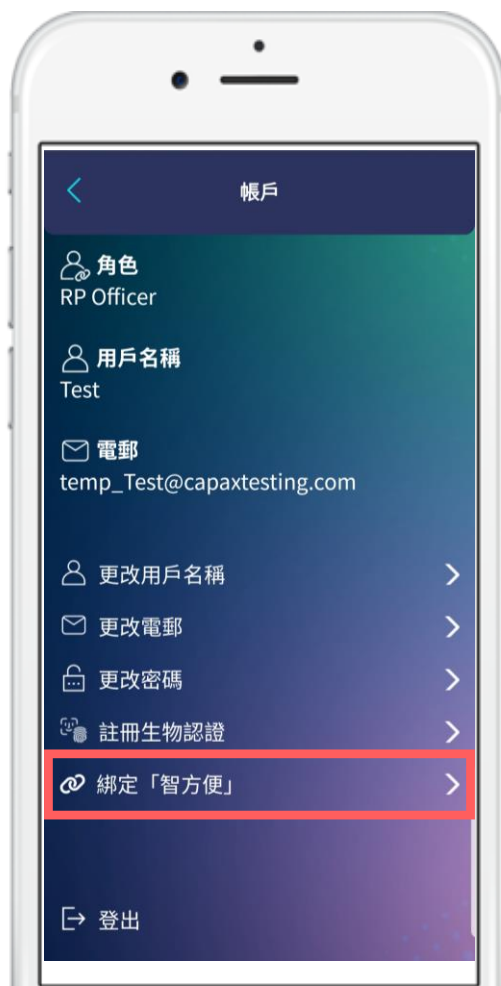 帳戶
角色
RP Officer
用戶名稱
Test
電郵
temp_Test@capaxtesting.com
更改用戶名稱
更改電郵
更改密碼
註冊生物認證
綁定「智方便」
登出